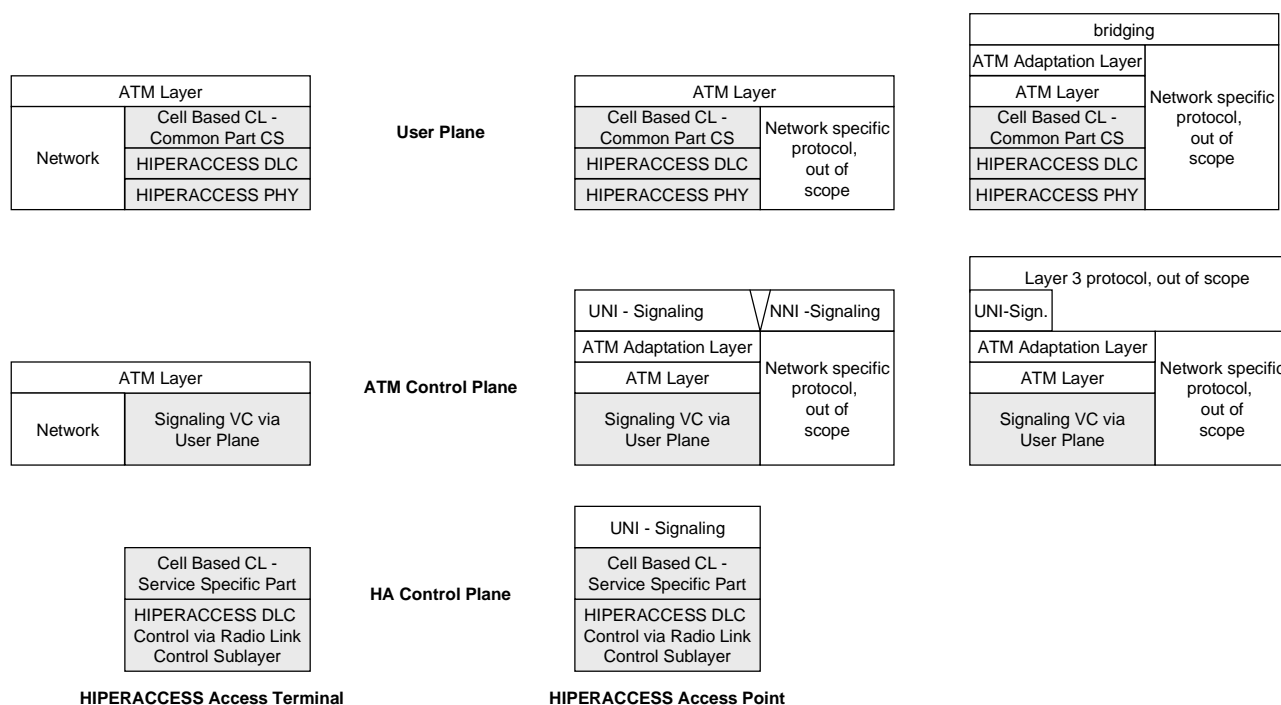 bridging
ATM Adaptation Layer
ATM Layer
Cell Based CL -
Common Part CS
HIPERACCESS DLC
HIPERACCESS PHY
Network specific
protocol,
out of
scope
ATM Layer
Network
Cell Based CL -
Common Part CS
HIPERACCESS DLC
HIPERACCESS PHY
User Plane
ATM Layer
Cell Based CL -
Common Part CS
HIPERACCESS DLC
HIPERACCESS PHY
Network specific
protocol,
out of
scope
Layer 3 protocol, out of scope
UNI-Sign.
ATM Adaptation Layer
ATM Layer
Signaling VC via
User Plane
Network specific
protocol,
out of
scope
ATM Layer
Network
Signaling VC via
User Plane
ATM Control Plane
UNI - Signaling
NNI -Signaling
ATM Adaptation Layer
ATM Layer
Signaling VC via
User Plane
Network specific
protocol,
out of
scope
Cell Based CL -
Service Specific Part
HIPERACCESS DLC
Control via Radio Link
Control Sublayer
HA Control Plane
UNI - Signaling
Cell Based CL -
Service Specific Part
HIPERACCESS DLC
Control via Radio Link
Control Sublayer
HIPERACCESS Access Terminal
HIPERACCESS Access Point